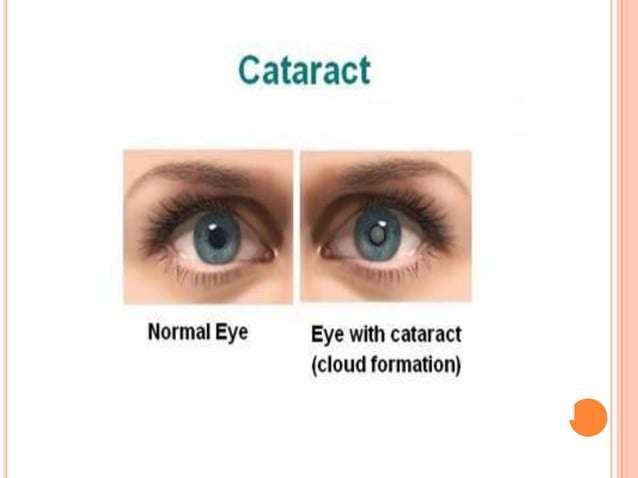 Cataract
Normal Eye
Eye with cataract
(cloud formation)